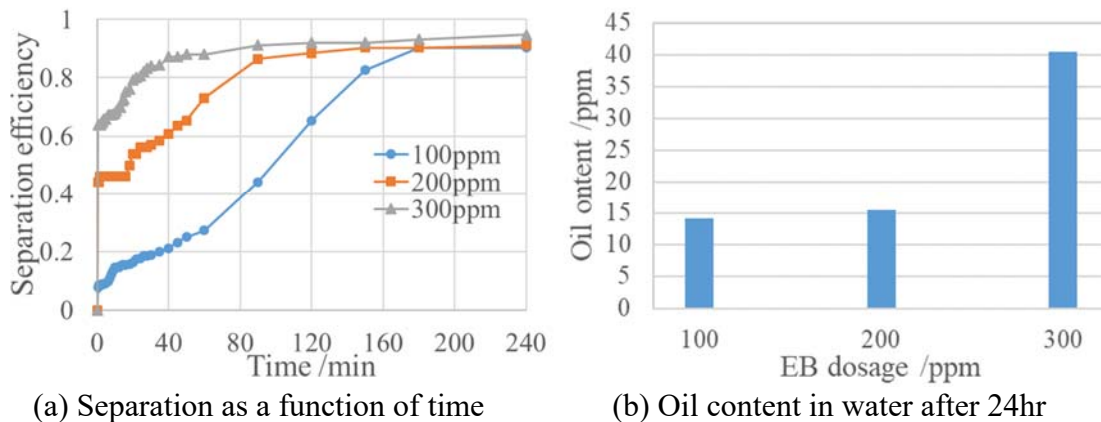 Separation efficiency
1
0.8
0.6
0.4
0.2
0
0 40 80 120 160 200 240
Time /min
100ppm
200ppm
300ppm
(a) Separation as a function of time
Oil ontent /ppm
45
40
35
30
25
20
15
10
5
0
100 200 300
EB dosage /ppm
(b) Oil content in water after 24hr